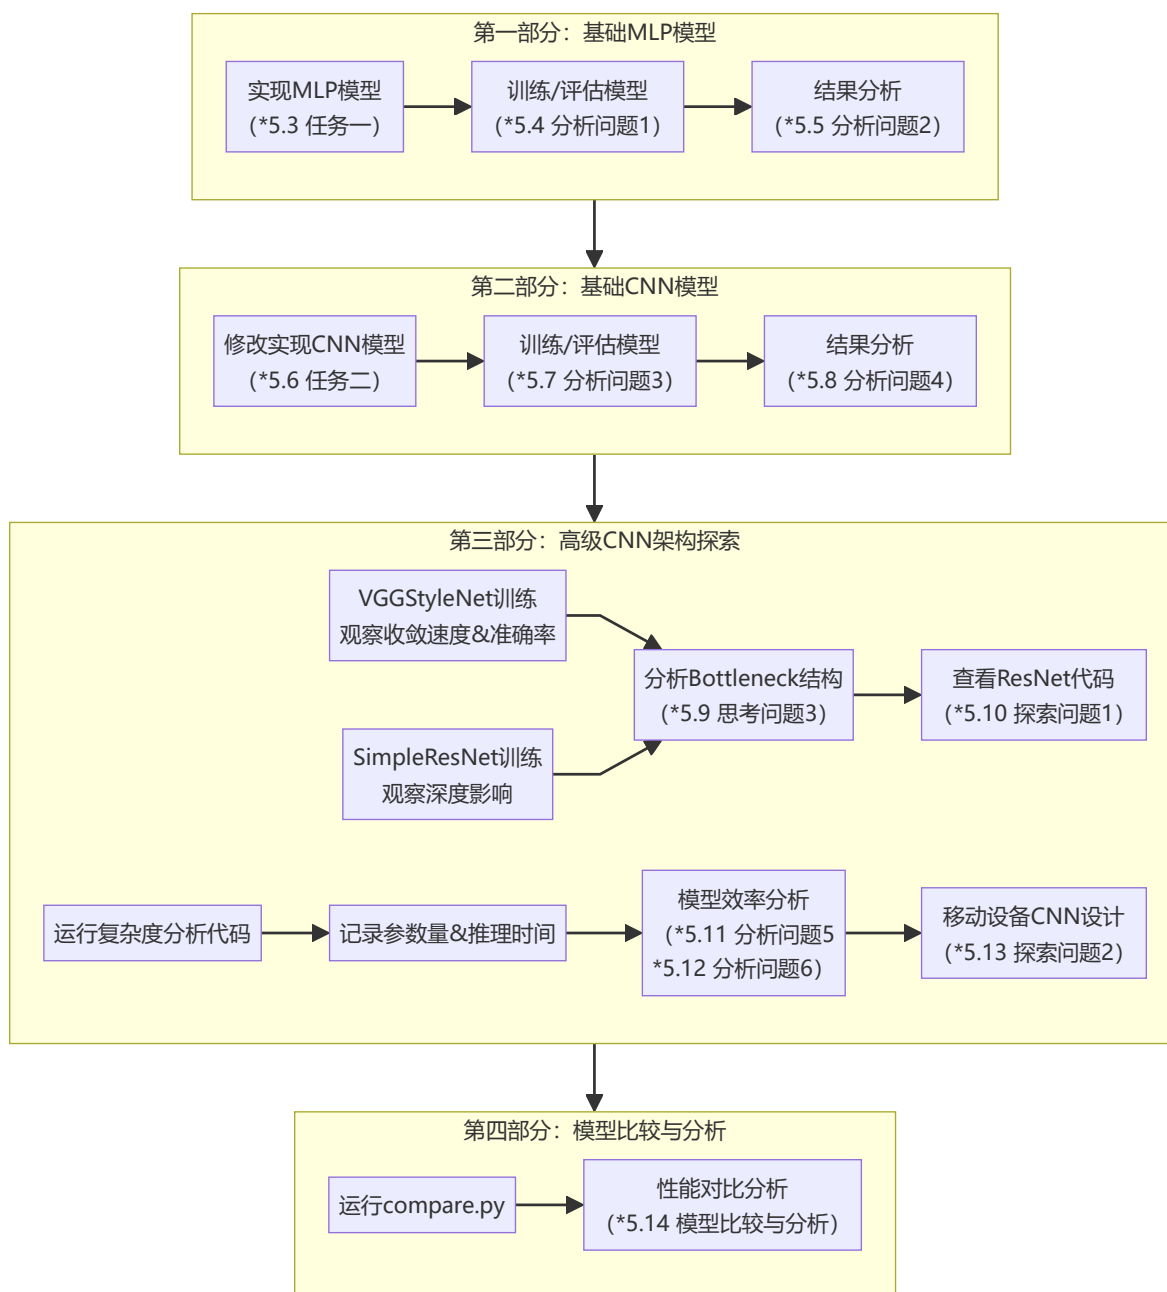 第一部分：基础MLP模型
实现MLP模型
（*5.3 任务一）
训练/评估模型
（*5.4 分析问题1）
结果分析
（*5.5 分析问题2）
第二部分：基础CNN模型
修改实现CNN模型
（*5.6 任务二）
训练/评估模型
（*5.7 分析问题3）
结果分析
（*5.8 分析问题4）
第三部分：高级CNN架构探索
VGGStyleNet训练
观察收敛速度&准确率
SimpleResNet训练
观察深度影响
分析Bottleneck结构
（*5.9 思考问题3）
查看ResNet代码
（*5.10 探索问题1）
运行复杂度分析代码
记录参数量&推理时间
模型效率分析
（*5.11 分析问题5
*5.12 分析问题6）
移动设备CNN设计
（*5.13 探索问题2）
第四部分：模型比较与分析
运行compare.py
性能对比分析
（*5.14 模型比较与分析）